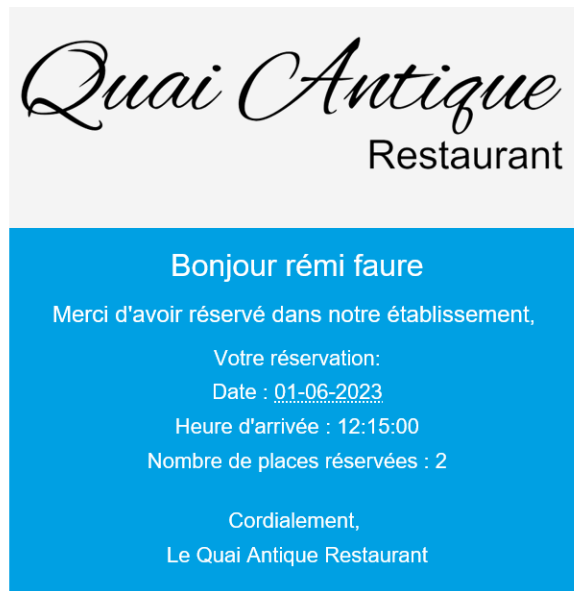 Quai Antique
Restaurant
Bonjour rémi faure
Merci d'avoir réservé dans notre établissement,
Votre réservation:
Date : 01-06-2023
Heure d'arrivée : 12:15:00
Nombre de places réservées : 2
Cordialement,
Le Quai Antique Restaurant